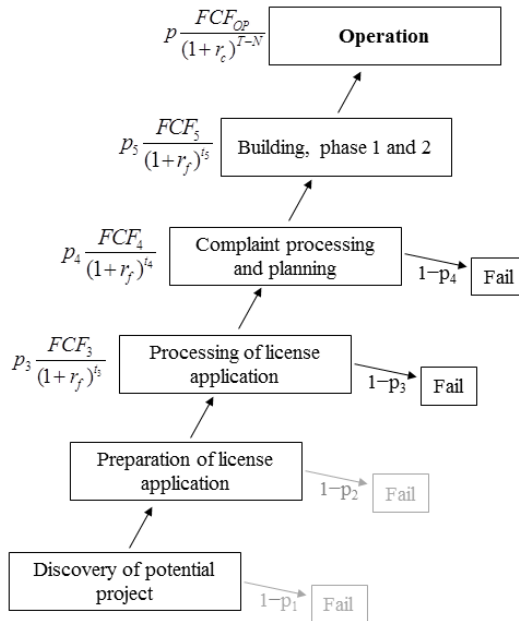 p FCF_OP / (1 + r_c)^{T−N}
Operation
p_5 FCF_5 / (1 + r_f)^{t_5}
Building, phase 1 and 2
p_4 FCF_4 / (1 + r_f)^{t_4}
Complaint processing
and planning
1−p_4
Fail
p_3 FCF_3 / (1 + r_f)^{t_3}
Processing of license
application
1−p_3
Fail
Preparation of license
application
1−p_2
Fail
Discovery of potential
project
1−p_1
Fail